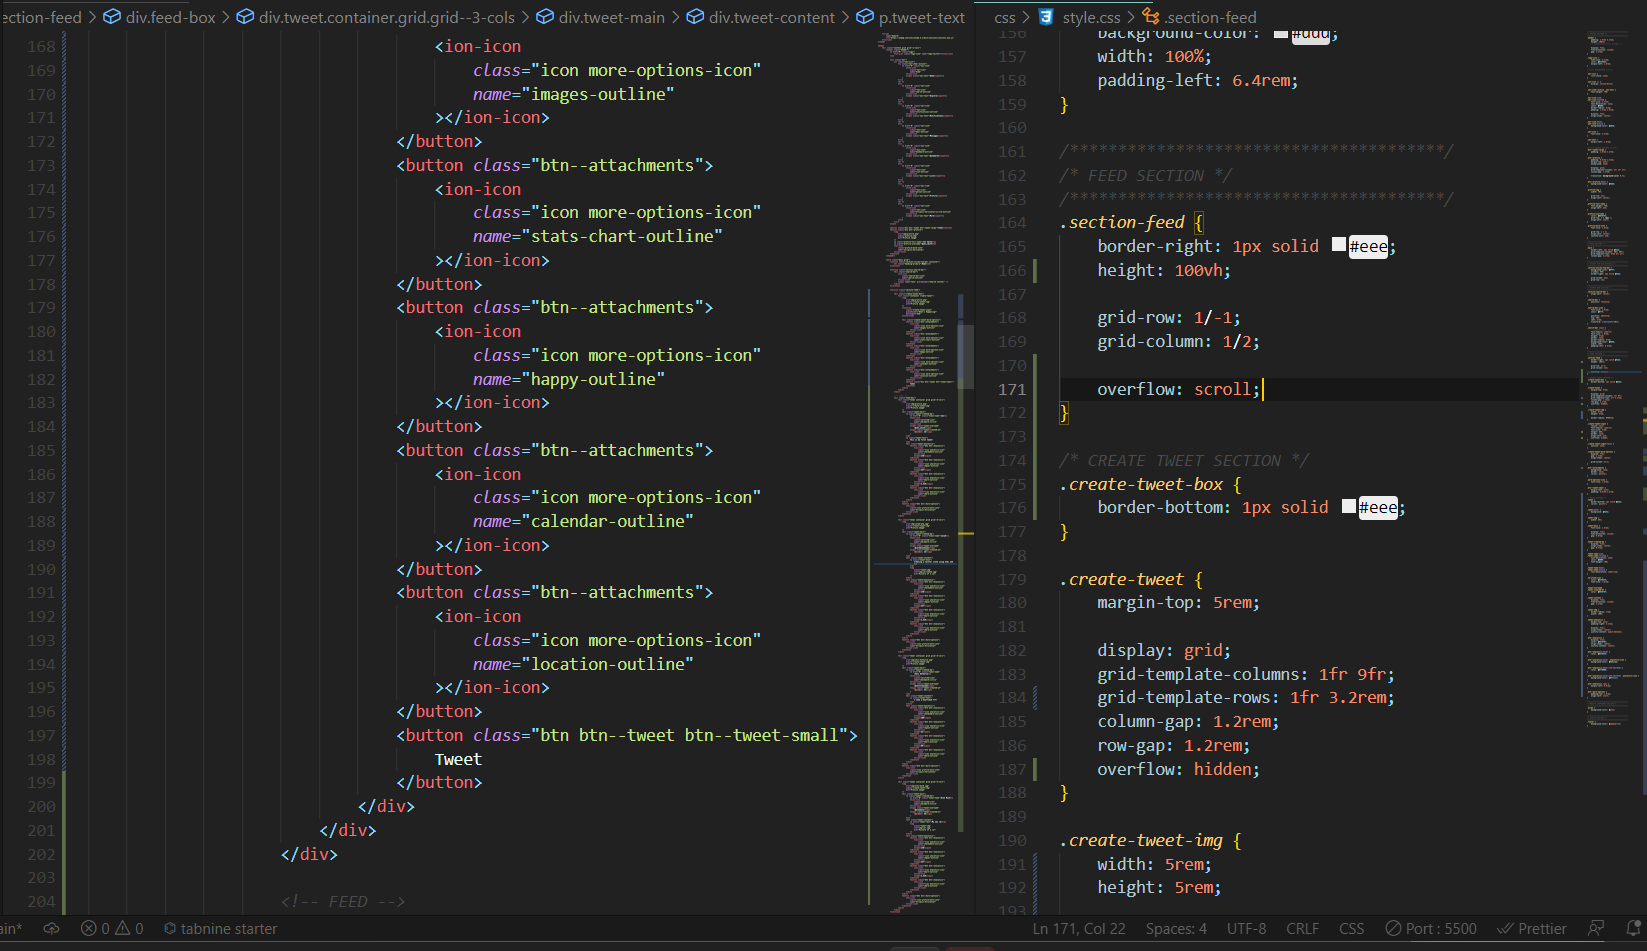 ection-feed > div.feed-box > div.tweet.container.grid.grid--3-cols > div.tweet-main > div.tweet-content > p.tweet-text
168 <ion-icon
169 class="icon more-options-icon"
170 name="images-outline"
171 ></ion-icon>
172 </button>
173 <button class="btn--attachments">
174 <ion-icon
175 class="icon more-options-icon"
176 name="stats-chart-outline"
177 ></ion-icon>
178 </button>
179 <button class="btn--attachments">
180 <ion-icon
181 class="icon more-options-icon"
182 name="happy-outline"
183 ></ion-icon>
184 </button>
185 <button class="btn--attachments">
186 <ion-icon
187 class="icon more-options-icon"
188 name="calendar-outline"
189 ></ion-icon>
190 </button>
191 <button class="btn--attachments">
192 <ion-icon
193 class="icon more-options-icon"
194 name="location-outline"
195 ></ion-icon>
196 </button>
197 <button class="btn btn--tweet btn--tweet-small">
198 Tweet
199 </button>
200 </div>
201 </div>
202 </div>
203
204 <!-- FEED -->
css > style.css > .section-feed
156 background-color: #ddd;
157 width: 100%;
158 padding-left: 6.4rem;
159 }
160
161 /***************************************/
162 /* FEED SECTION */
163 /***************************************/
164 .section-feed {
165 border-right: 1px solid #eee;
166 height: 100vh;
167
168 grid-row: 1/-1;
169 grid-column: 1/2;
170
171 overflow: scroll;
172 }
173
174 /* CREATE TWEET SECTION */
175 .create-tweet-box {
176 border-bottom: 1px solid #eee;
177 }
178
179 .create-tweet {
180 margin-top: 5rem;
181
182 display: grid;
183 grid-template-columns: 1fr 9fr;
184 grid-template-rows: 1fr 3.2rem;
185 column-gap: 1.2rem;
186 row-gap: 1.2rem;
187 overflow: hidden;
188 }
189
190 .create-tweet-img {
191 width: 5rem;
192 height: 5rem;
193
ain* 0 0 tabnine starter Ln 171, Col 22 Spaces: 4 UTF-8 CRLF CSS Port : 5500 Prettier